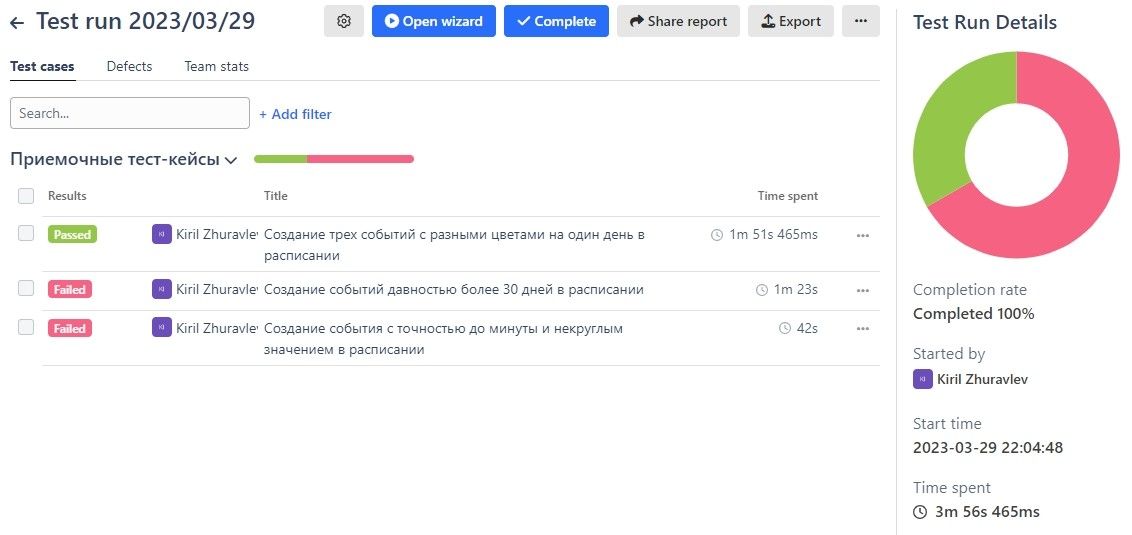 Test run 2023/03/29
Open wizard
Complete
Share report
Export
Test cases
Defects
Team stats
Search...
+ Add filter
Приемочные тест-кейсы
Results
Title
Time spent
Passed
Kiril Zhuravlev
Создание трех событий с разными цветами на один день в
расписании
1m 51s 465ms
Failed
Kiril Zhuravlev
Создание событий давностью более 30 дней в расписании
1m 23s
Failed
Kiril Zhuravlev
Создание события с точностью до минуты и некруглым
значением в расписании
42s
Test Run Details
Completion rate
Completed 100%
Started by
KI
Kiril Zhuravlev
Start time
2023-03-29 22:04:48
Time spent
3m 56s 465ms